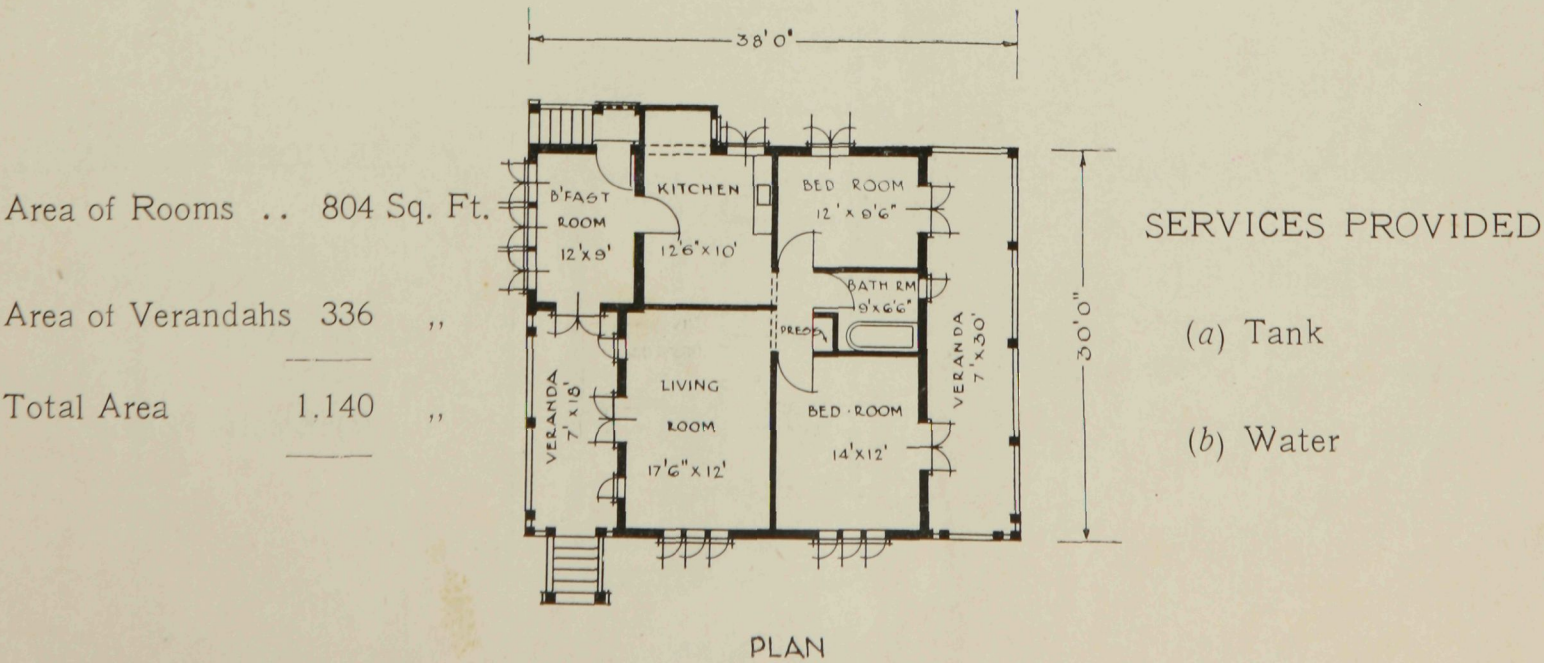 38'0"
Area of Rooms .. 804 Sq. Ft.
Area of Verandahs 336 ,,
Total Area 1,140 ,,
B'FAST
ROOM
12'x9'
KITCHEN
12'6"x10'
BED ROOM
12'x9'6"
BATH RM
9'x6'6"
PRESS
VERANDA
7'x18'
LIVING
ROOM
17'6"x12'
BED-ROOM
14'x12'
VERANDA
7'x30'
30'0"
SERVICES PROVIDED
(a) Tank
(b) Water
PLAN